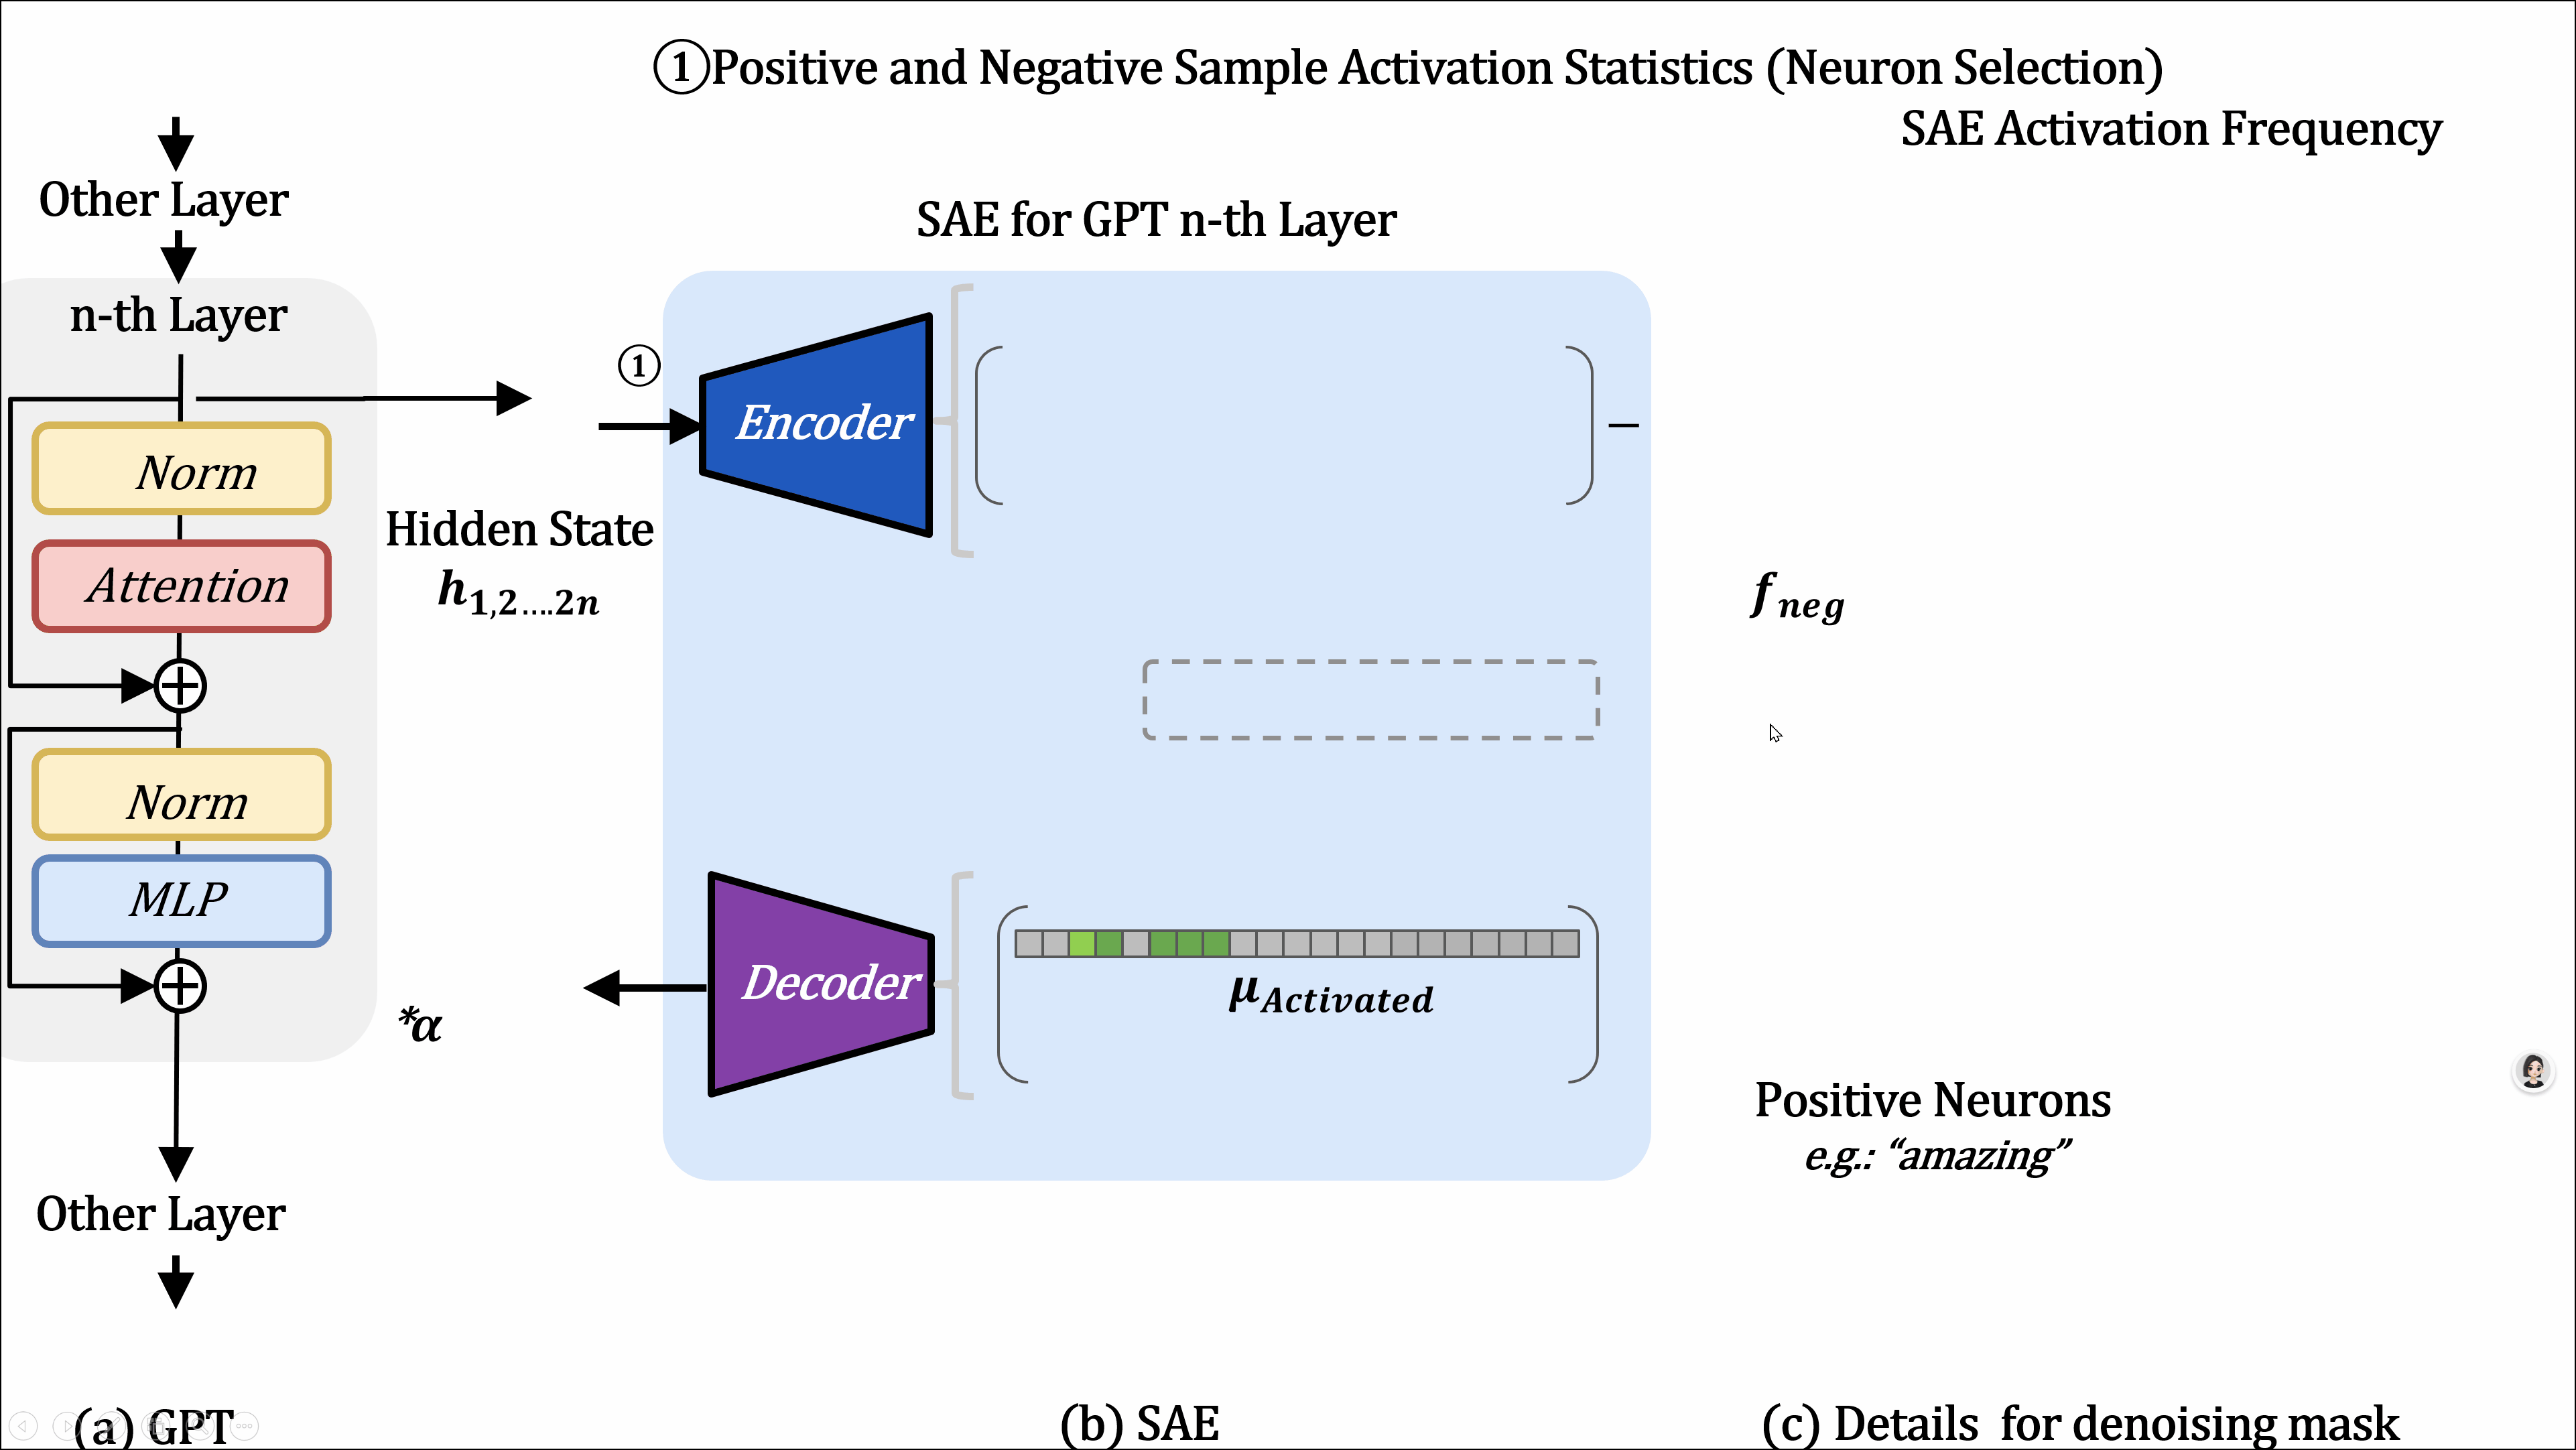 ①Positive and Negative Sample Activation Statistics (Neuron Selection)
SAE Activation Frequency
Other Layer
SAE for GPT n-th Layer
n-th Layer
①
Encoder
Norm
Hidden State
h1,2....2n
Attention
fneg
Norm
MLP
Decoder
μActivated
*α
Positive Neurons
e.g.: “amazing”
Other Layer
(a) GPT
(b) SAE
(c) Details for denoising mask